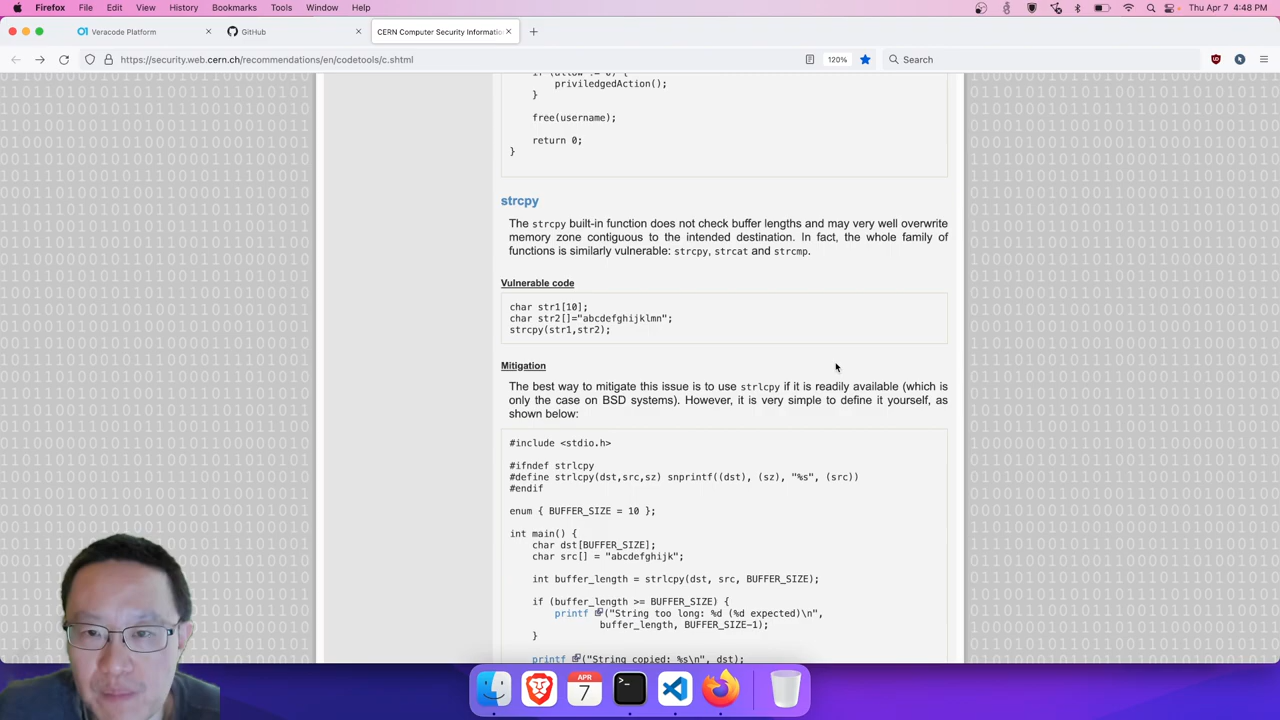 Firefox File Edit View History Bookmarks Tools Window Help Thu Apr 7 4:48 PM
Veracode Platform GitHub CERN Computer Security Informatio
https://security.web.cern.ch/recommendations/en/codetools/c.shtml 120% Search
if (allow != 0) {
priviledgedAction();
}
free(username);
return 0;
}
strcpy
The strcpy built-in function does not check buffer lengths and may very well overwrite
memory zone contiguous to the intended destination. In fact, the whole family of
functions is similarly vulnerable: strcpy, strcat and strcmp.
Vulnerable code
char str1[10];
char str2[]="abcdefghijklmn";
strcpy(str1,str2);
Mitigation
The best way to mitigate this issue is to use strlcpy if it is readily available (which is
only the case on BSD systems). However, it is very simple to define it yourself, as
shown below:
#include <stdio.h>
#ifndef strlcpy
#define strlcpy(dst,src,sz) snprintf((dst), (sz), "%s", (src))
#endif
enum { BUFFER_SIZE = 10 };
int main() {
char dst[BUFFER_SIZE];
char src[] = "abcdefghijk";
int buffer_length = strlcpy(dst, src, BUFFER_SIZE);
if (buffer_length >= BUFFER_SIZE) {
printf ("String too long: %d (%d expected)\n",
buffer_length, BUFFER_SIZE-1);
}
printf ("String copied: %s\n", dst);
APR
7